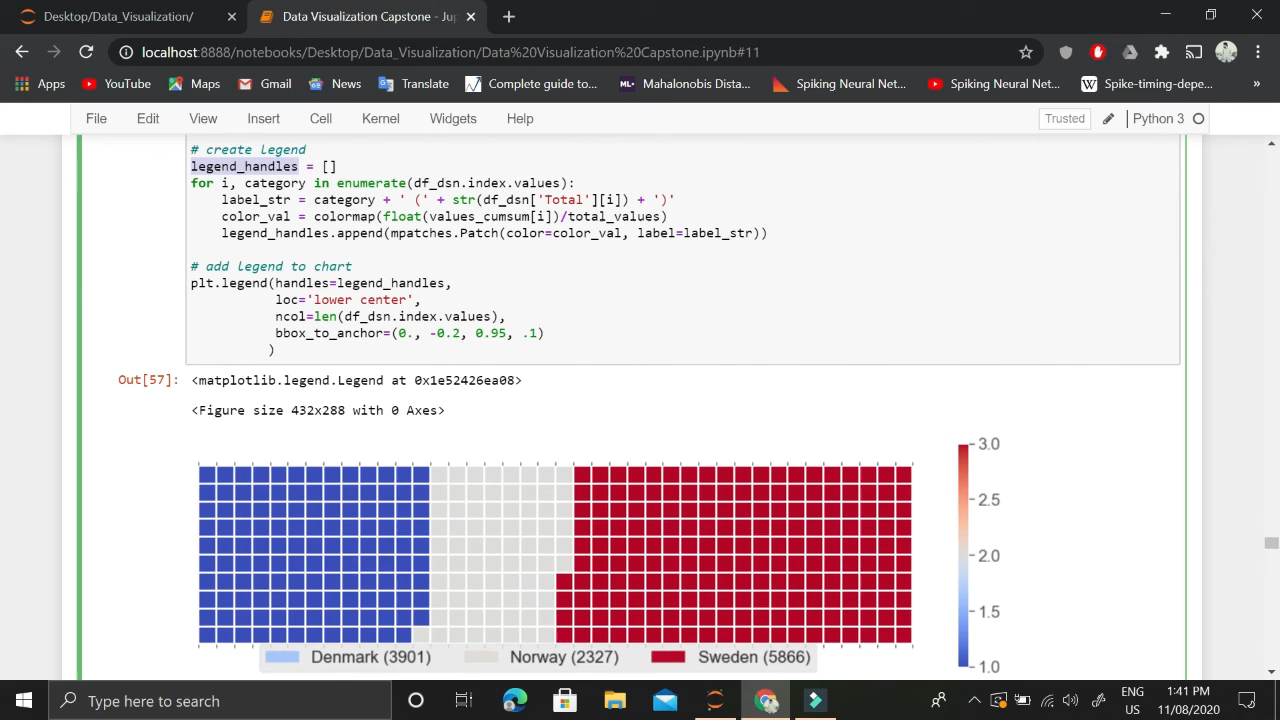 Desktop/Data_Visualization/
Data Visualization Capstone - Jup
localhost:8888/notebooks/Desktop/Data_Visualization/Data%20Visualization%20Capstone.ipynb#11
Apps YouTube Maps Gmail News Translate Complete guide to... ML+ Mahalonobis Dista... Spiking Neural Net... Spiking Neural Net... W Spike-timing-depe... »
File Edit View Insert Cell Kernel Widgets Help Trusted Python 3
# create legend
legend_handles = []
for i, category in enumerate(df_dsn.index.values):
label_str = category + ' (' + str(df_dsn['Total'][i]) + ')'
color_val = colormap(float(values_cumsum[i])/total_values)
legend_handles.append(mpatches.Patch(color=color_val, label=label_str))
# add legend to chart
plt.legend(handles=legend_handles,
loc='lower center',
ncol=len(df_dsn.index.values),
bbox_to_anchor=(0., -0.2, 0.95, .1)
)
Out[57]: <matplotlib.legend.Legend at 0x1e52426ea08>
<Figure size 432x288 with 0 Axes>
3.0
2.5
2.0
1.5
1.0
Denmark (3901) Norway (2327) Sweden (5866)
Type here to search
ENG
US
1:41 PM
11/08/2020